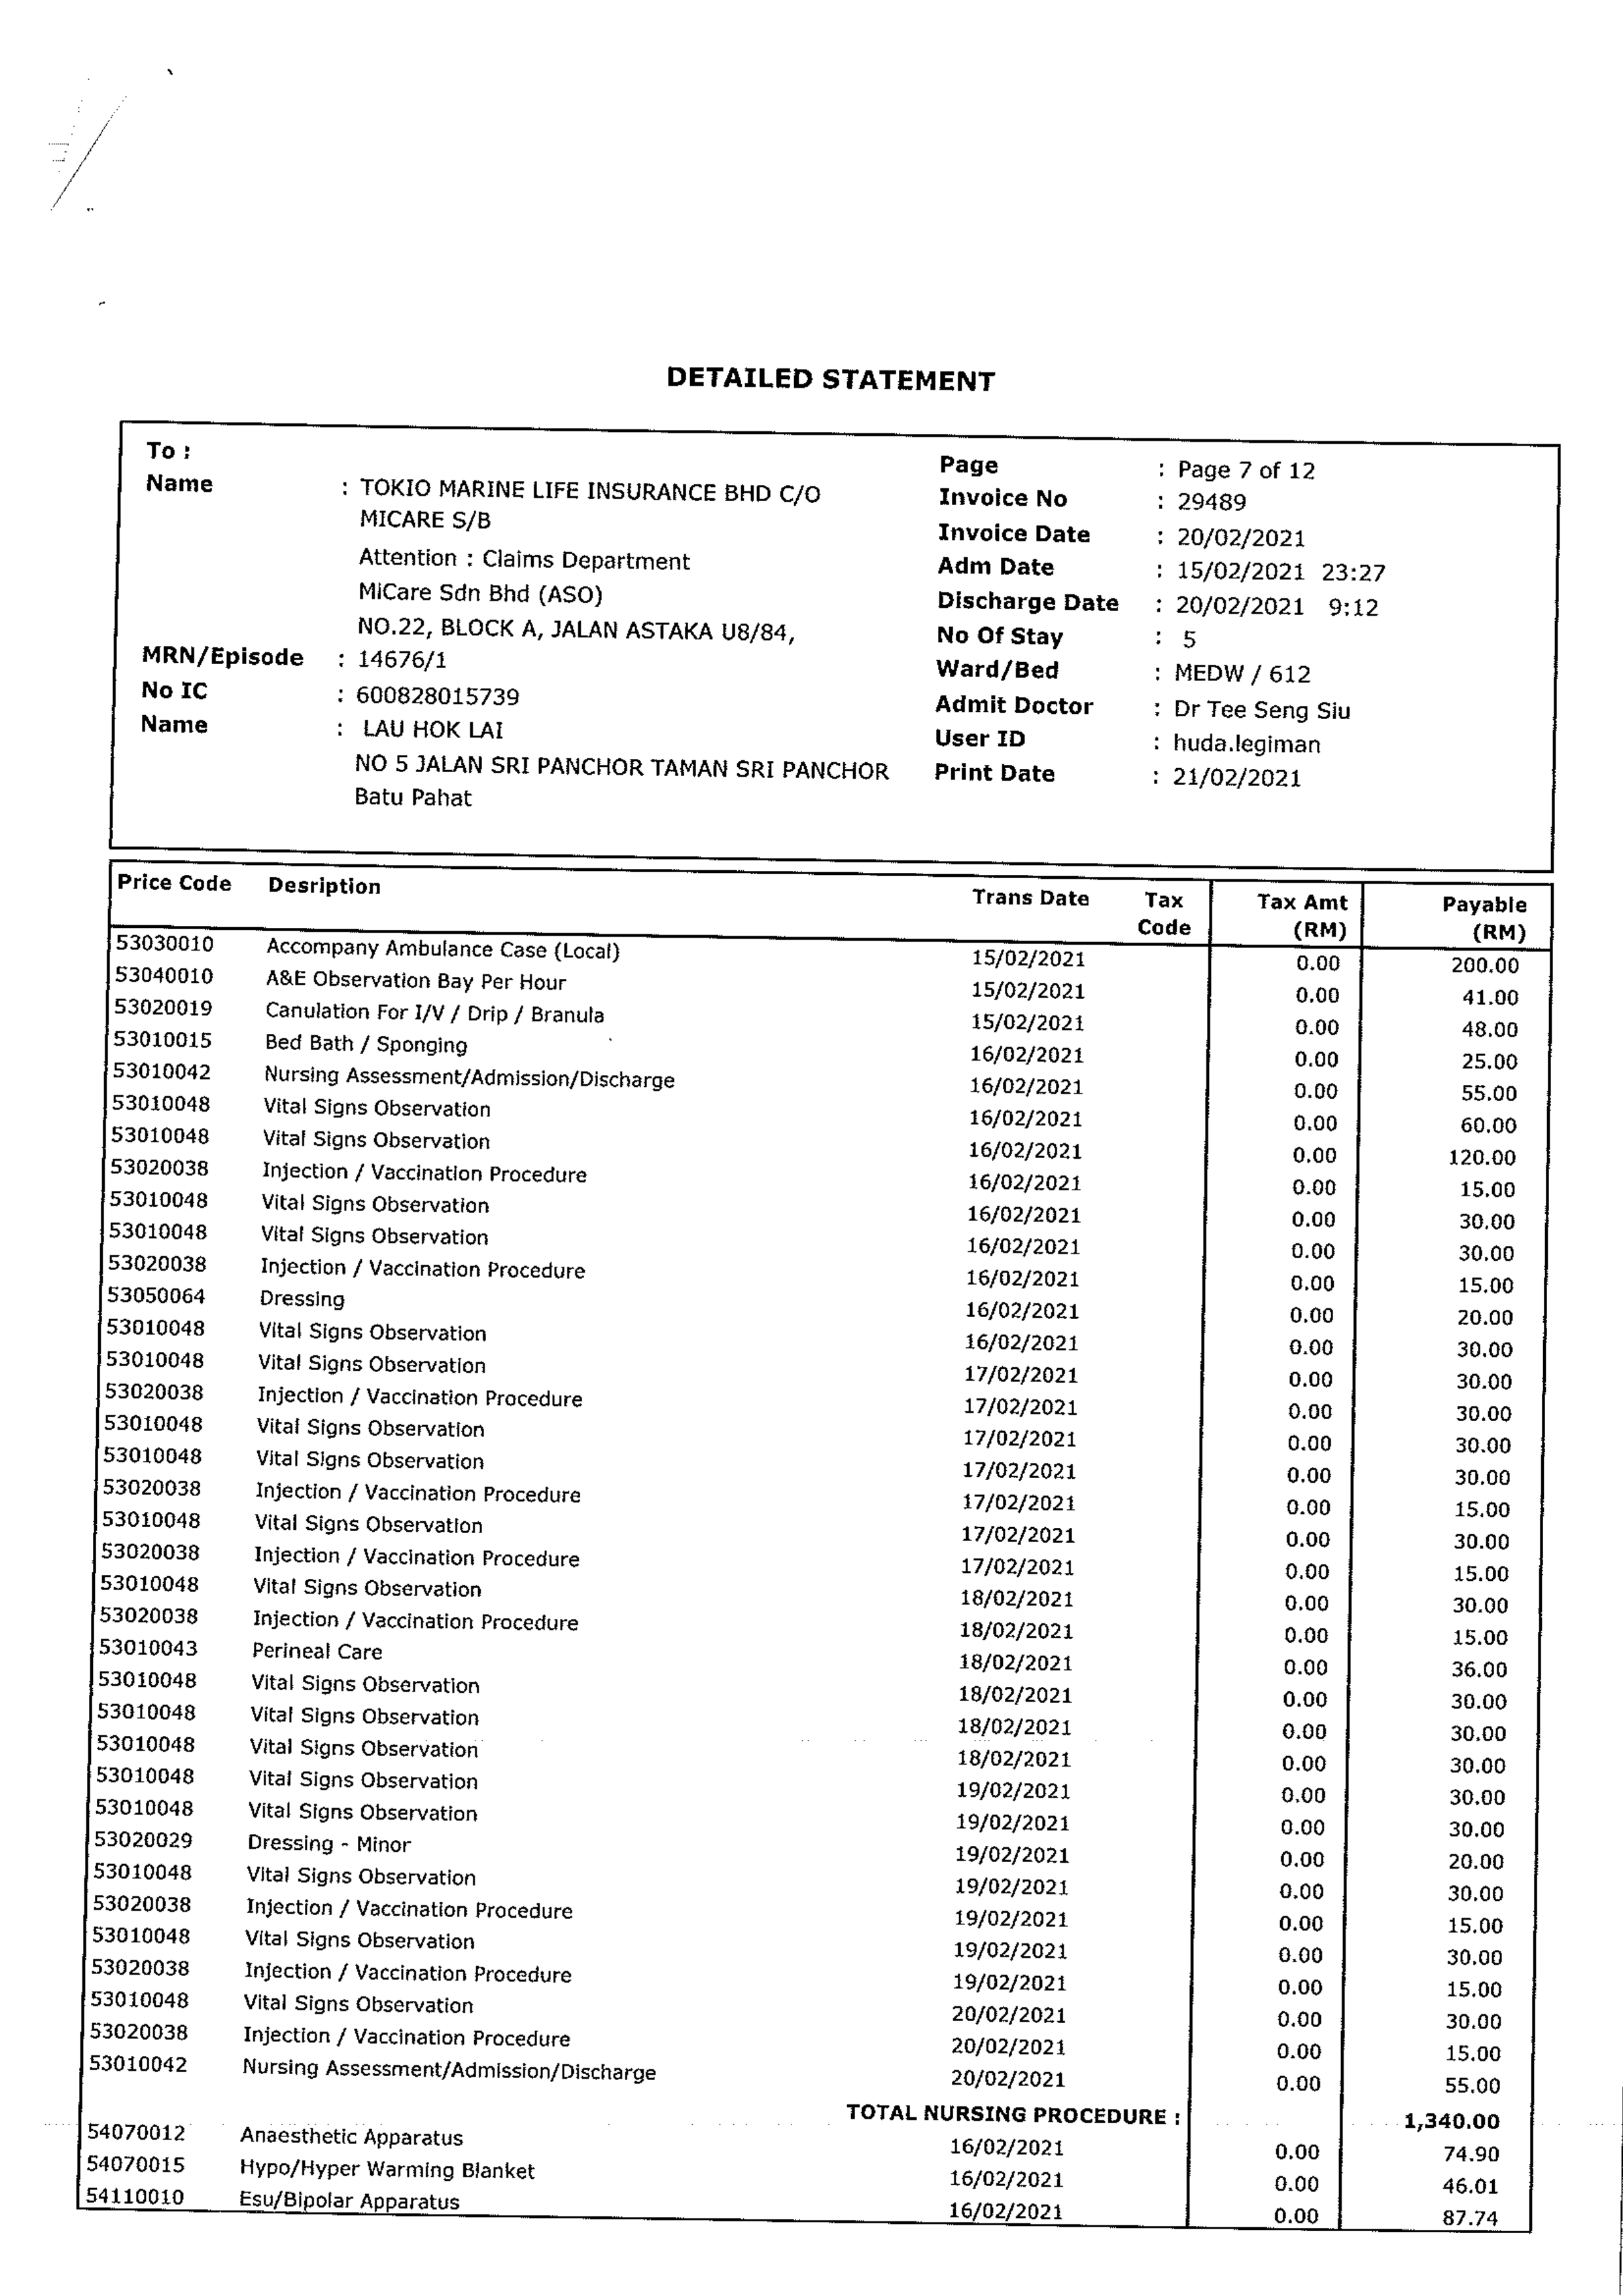 DETAILED STATEMENT
To :
Name : TOKIO MARINE LIFE INSURANCE BHD C/O
MICARE S/B
Attention : Claims Department
MiCare Sdn Bhd (ASO)
NO.22, BLOCK A, JALAN ASTAKA U8/84,
MRN/Episode : 14676/1
No IC : 600828015739
Name : LAU HOK LAI
NO 5 JALAN SRI PANCHOR TAMAN SRI PANCHOR
Batu Pahat
Page : Page 7 of 12
Invoice No : 29489
Invoice Date : 20/02/2021
Adm Date : 15/02/2021 23:27
Discharge Date : 20/02/2021 9:12
No Of Stay : 5
Ward/Bed : MEDW / 612
Admit Doctor : Dr Tee Seng Siu
User ID : huda.legiman
Print Date : 21/02/2021
Price Code Desription Trans Date Tax Code Tax Amt (RM) Payable (RM)
53030010 Accompany Ambulance Case (Local) 15/02/2021 0.00 200.00
53040010 A&E Observation Bay Per Hour 15/02/2021 0.00 41.00
53020019 Canulation For I/V / Drip / Branula 15/02/2021 0.00 48.00
53010015 Bed Bath / Sponging 16/02/2021 0.00 25.00
53010042 Nursing Assessment/Admission/Discharge 16/02/2021 0.00 55.00
53010048 Vital Signs Observation 16/02/2021 0.00 60.00
53010048 Vital Signs Observation 16/02/2021 0.00 120.00
53020038 Injection / Vaccination Procedure 16/02/2021 0.00 15.00
53010048 Vital Signs Observation 16/02/2021 0.00 30.00
53010048 Vital Signs Observation 16/02/2021 0.00 30.00
53020038 Injection / Vaccination Procedure 16/02/2021 0.00 15.00
53050064 Dressing 16/02/2021 0.00 20.00
53010048 Vital Signs Observation 16/02/2021 0.00 30.00
53010048 Vital Signs Observation 17/02/2021 0.00 30.00
53020038 Injection / Vaccination Procedure 17/02/2021 0.00 30.00
53010048 Vital Signs Observation 17/02/2021 0.00 30.00
53010048 Vital Signs Observation 17/02/2021 0.00 30.00
53020038 Injection / Vaccination Procedure 17/02/2021 0.00 15.00
53010048 Vital Signs Observation 17/02/2021 0.00 30.00
53020038 Injection / Vaccination Procedure 17/02/2021 0.00 15.00
53010048 Vital Signs Observation 18/02/2021 0.00 30.00
53020038 Injection / Vaccination Procedure 18/02/2021 0.00 15.00
53010043 Perineal Care 18/02/2021 0.00 36.00
53010048 Vital Signs Observation 18/02/2021 0.00 30.00
53010048 Vital Signs Observation 18/02/2021 0.00 30.00
53010048 Vital Signs Observation 18/02/2021 0.00 30.00
53010048 Vital Signs Observation 19/02/2021 0.00 30.00
53010048 Vital Signs Observation 19/02/2021 0.00 30.00
53020029 Dressing - Minor 19/02/2021 0.00 20.00
53010048 Vital Signs Observation 19/02/2021 0.00 30.00
53020038 Injection / Vaccination Procedure 19/02/2021 0.00 15.00
53010048 Vital Signs Observation 19/02/2021 0.00 30.00
53020038 Injection / Vaccination Procedure 19/02/2021 0.00 15.00
53010048 Vital Signs Observation 20/02/2021 0.00 30.00
53020038 Injection / Vaccination Procedure 20/02/2021 0.00 15.00
53010042 Nursing Assessment/Admission/Discharge 20/02/2021 0.00 55.00
TOTAL NURSING PROCEDURE : 1,340.00
54070012 Anaesthetic Apparatus 16/02/2021 0.00 74.90
54070015 Hypo/Hyper Warming Blanket 16/02/2021 0.00 46.01
54110010 Esu/Bipolar Apparatus 16/02/2021 0.00 87.74